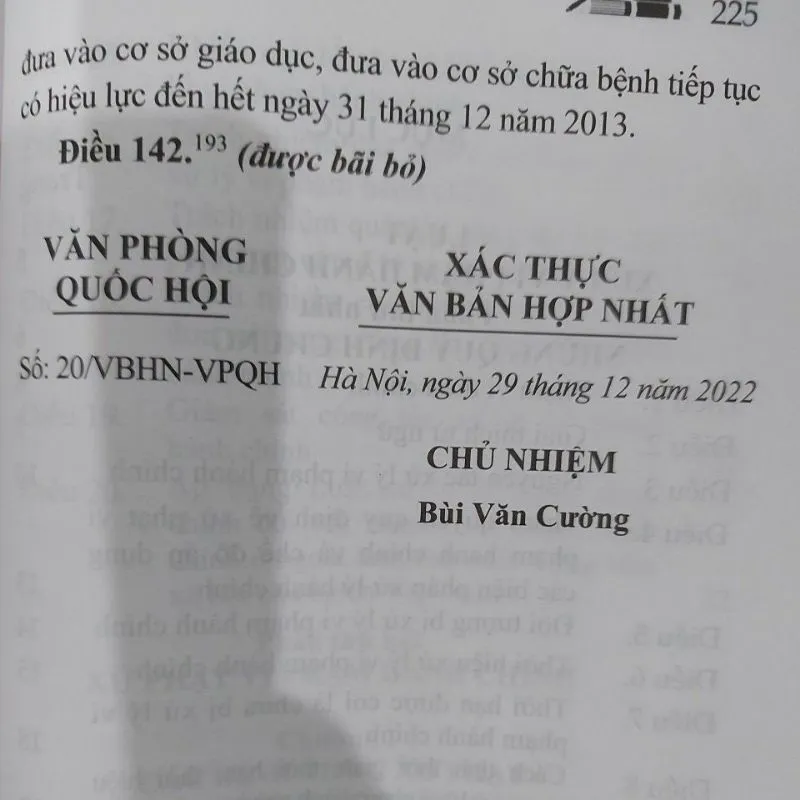 225
đưa vào cơ sở giáo dục, đưa vào cơ sở chữa bệnh tiếp tục
có hiệu lực đến hết ngày 31 tháng 12 năm 2013.
Điều 142.193 (được bãi bỏ)
VĂN PHÒNG
QUỐC HỘI
XÁC THỰC
VĂN BẢN HỢP NHẤT
Số: 20/VBHN-VPQH
Hà Nội, ngày 29 tháng 12 năm 2022
CHỦ NHIỆM
Bùi Văn Cường